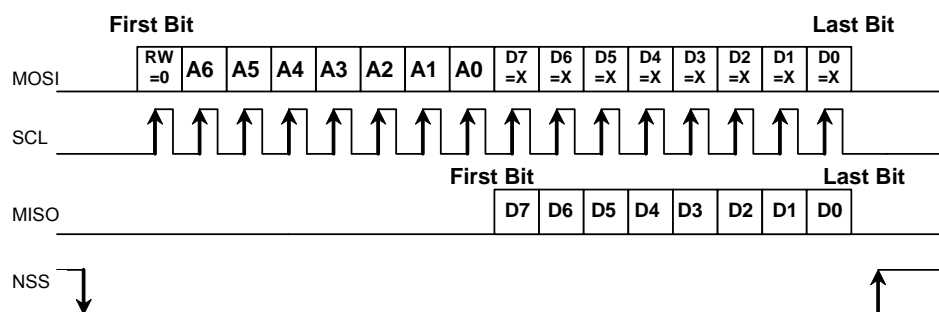 First Bit Last Bit
MOSI RW =0 A6 A5 A4 A3 A2 A1 A0 D7 =X D6 =X D5 =X D4 =X D3 =X D2 =X D1 =X D0 =X
SCL
First Bit Last Bit
MISO D7 D6 D5 D4 D3 D2 D1 D0
NSS